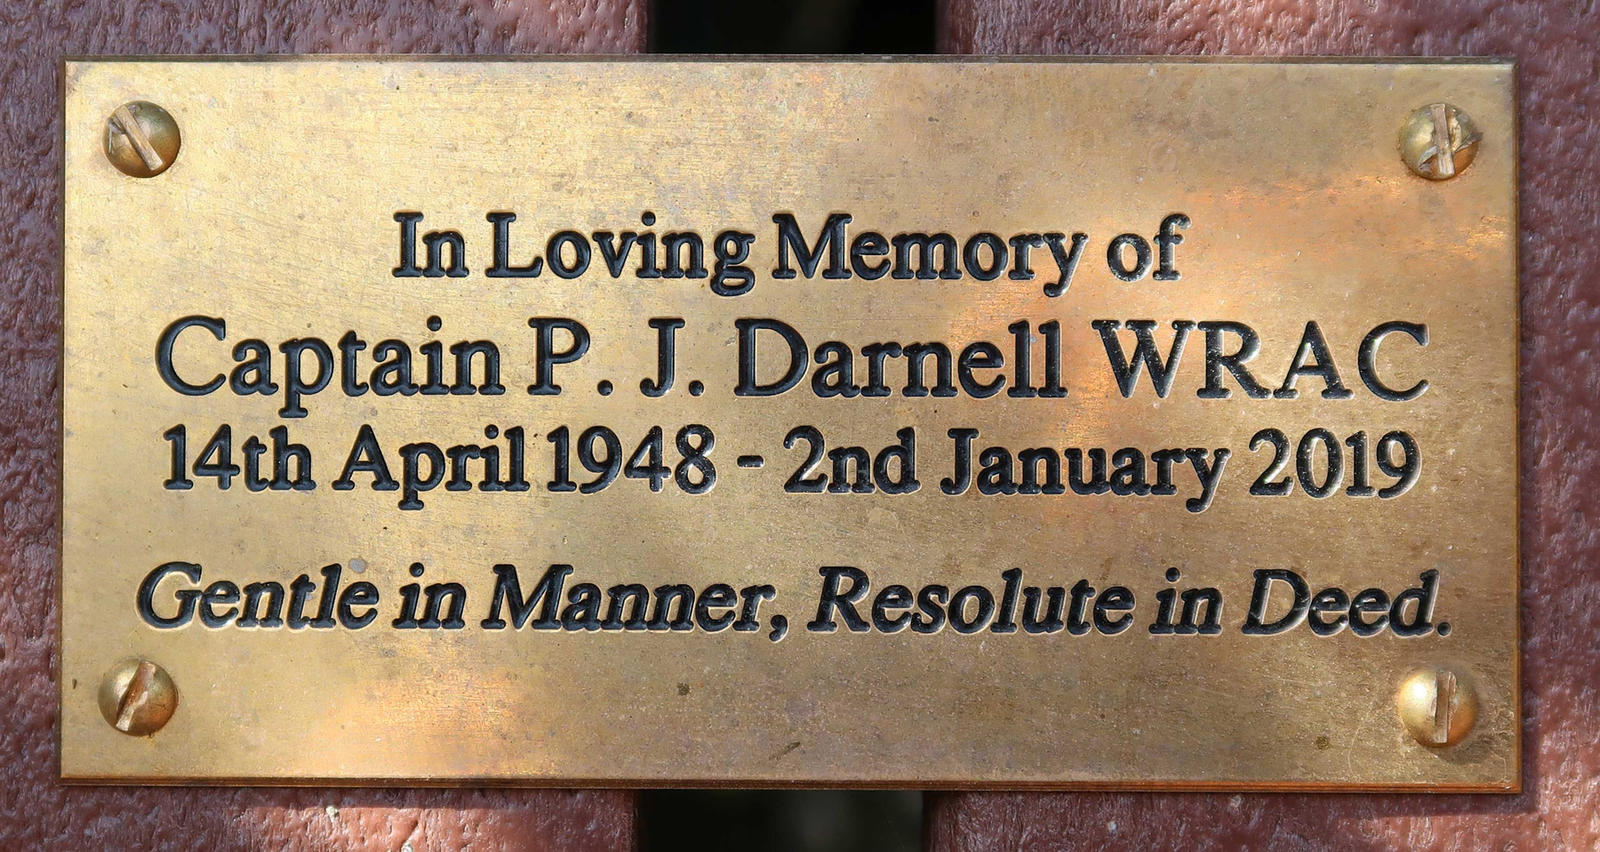 In Loving Memory of
Captain P. J. Darnell WRAC
14th April 1948 - 2nd January 2019
Gentle in Manner, Resolute in Deed.